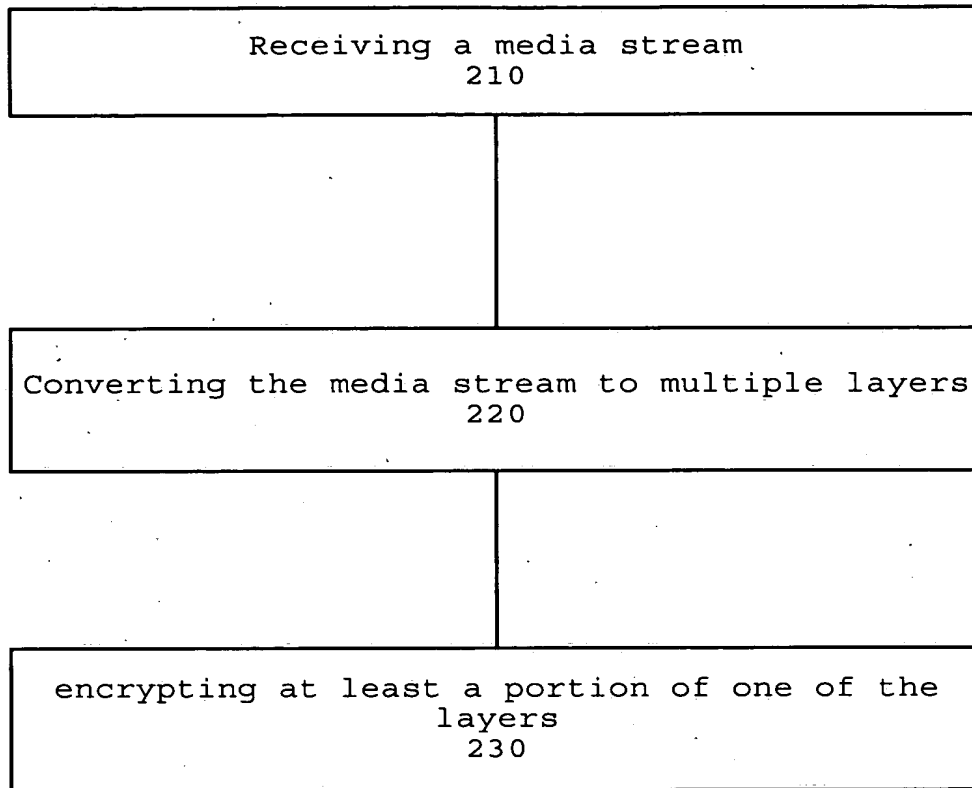 Receiving a media stream
210
Converting the media stream to multiple layers
220
encrypting at least a portion of one of the
layers
230